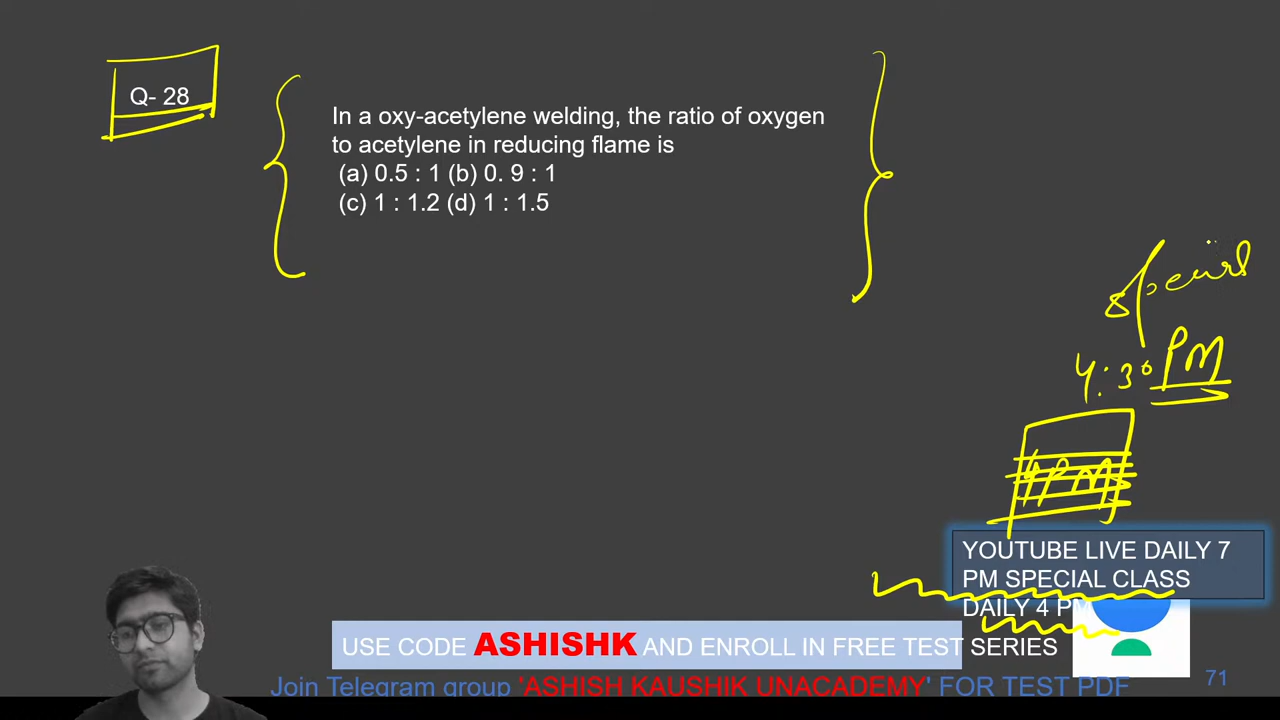 Q- 28
In a oxy-acetylene welding, the ratio of oxygen
to acetylene in reducing flame is
(a) 0.5 : 1 (b) 0. 9 : 1
(c) 1 : 1.2 (d) 1 : 1.5
Special
4:30 PM
4PM
YOUTUBE LIVE DAILY 7
PM SPECIAL CLASS
DAILY 4 PM
USE CODE ASHISHK AND ENROLL IN FREE TEST SERIES
Join Telegram group 'ASHISH KAUSHIK UNACADEMY' FOR TEST PDF
71